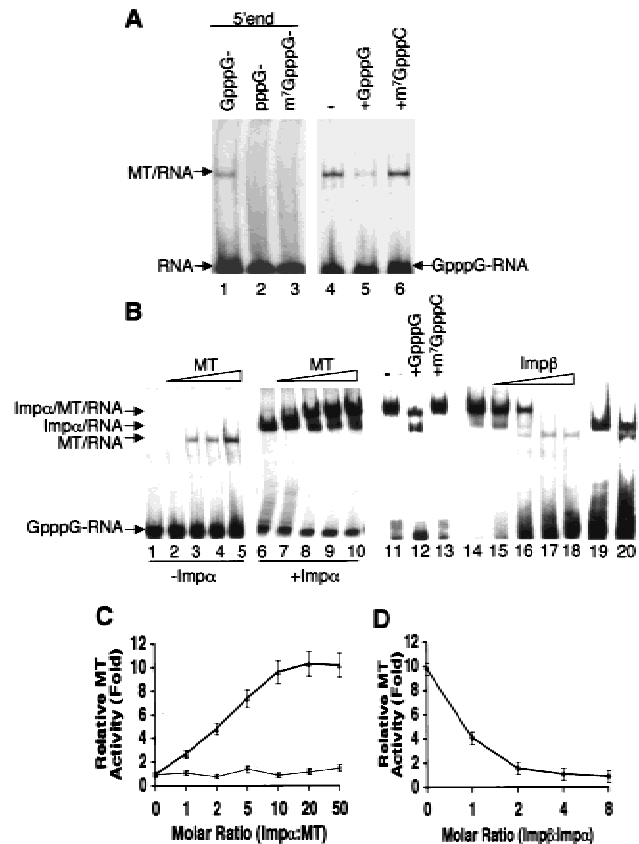 A
5'end
GpppG-
pppG-
m⁷GpppG-
-
+GpppG
+m⁷GpppC
MT/RNA
RNA
GpppG-RNA
1 2 3 4 5 6
B
MT
MT
-
+GpppG
+m⁷GpppC
Impβ
Impα/MT/RNA
Impα/RNA
MT/RNA
GpppG-RNA
1 2 3 4 5 6 7 8 9 10 11 12 13 14 15 16 17 18 19 20
-Impα
+Impα
C
Relative MT
Activity (Fold)
12
10
8
6
4
2
0
0 1 2 5 10 20 50
Molar Ratio (Impα:MT)
D
Relative MT
Activity (Fold)
12
10
8
6
4
2
0
0 1 2 4 8
Molar Ratio (Impβ:Impα)